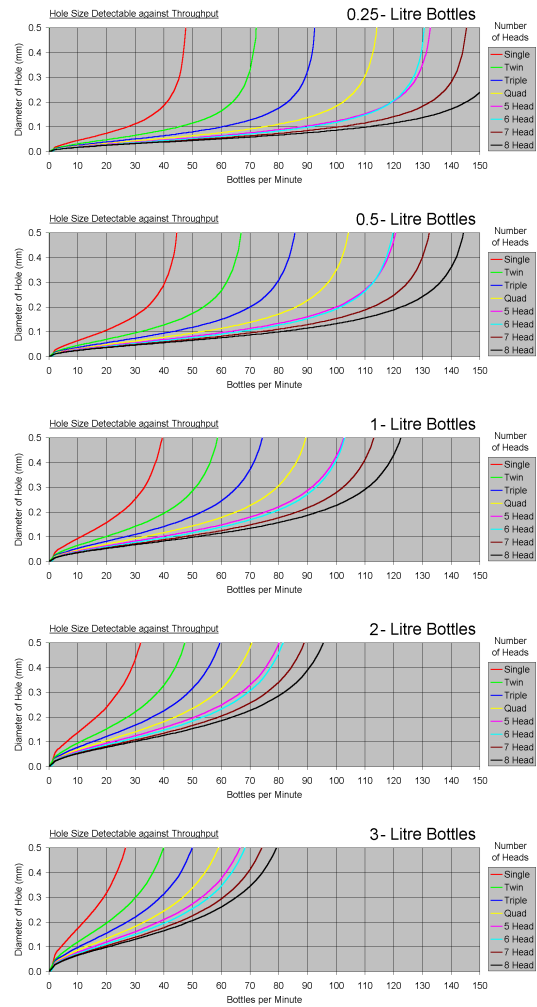 Hole Size Detectable against Throughput
0.25- Litre Bottles
Number
of Heads
Diameter of Hole (mm)
0.5
0.4
0.3
0.2
0.1
0.0
0 10 20 30 40 50 60 70 80 90 100 110 120 130 140 150
Bottles per Minute
Single
Twin
Triple
Quad
5 Head
6 Head
7 Head
8 Head
Hole Size Detectable against Throughput
0.5- Litre Bottles
Number
of Heads
Diameter of Hole (mm)
0.5
0.4
0.3
0.2
0.1
0.0
0 10 20 30 40 50 60 70 80 90 100 110 120 130 140 150
Bottles per Minute
Single
Twin
Triple
Quad
5 Head
6 Head
7 Head
8 Head
Hole Size Detectable against Throughput
1- Litre Bottles
Number
of Heads
Diameter of Hole (mm)
0.5
0.4
0.3
0.2
0.1
0.0
0 10 20 30 40 50 60 70 80 90 100 110 120 130 140 150
Bottles per Minute
Single
Twin
Triple
Quad
5 Head
6 Head
7 Head
8 Head
Hole Size Detectable against Throughput
2- Litre Bottles
Number
of Heads
Diameter of Hole (mm)
0.5
0.4
0.3
0.2
0.1
0.0
0 10 20 30 40 50 60 70 80 90 100 110 120 130 140 150
Bottles per Minute
Single
Twin
Triple
Quad
5 Head
6 Head
7 Head
8 Head
Hole Size Detectable against Throughput
3- Litre Bottles
Number
of Heads
Diameter of Hole (mm)
0.5
0.4
0.3
0.2
0.1
0.0
0 10 20 30 40 50 60 70 80 90 100 110 120 130 140 150
Bottles per Minute
Single
Twin
Triple
Quad
5 Head
6 Head
7 Head
8 Head